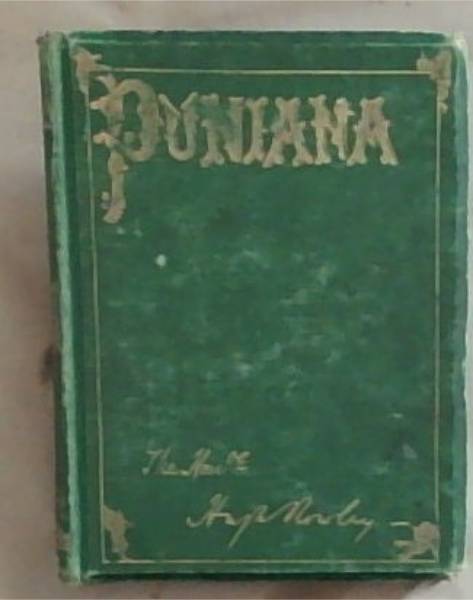 PUNIANA
The Honble
Hugh Rowley